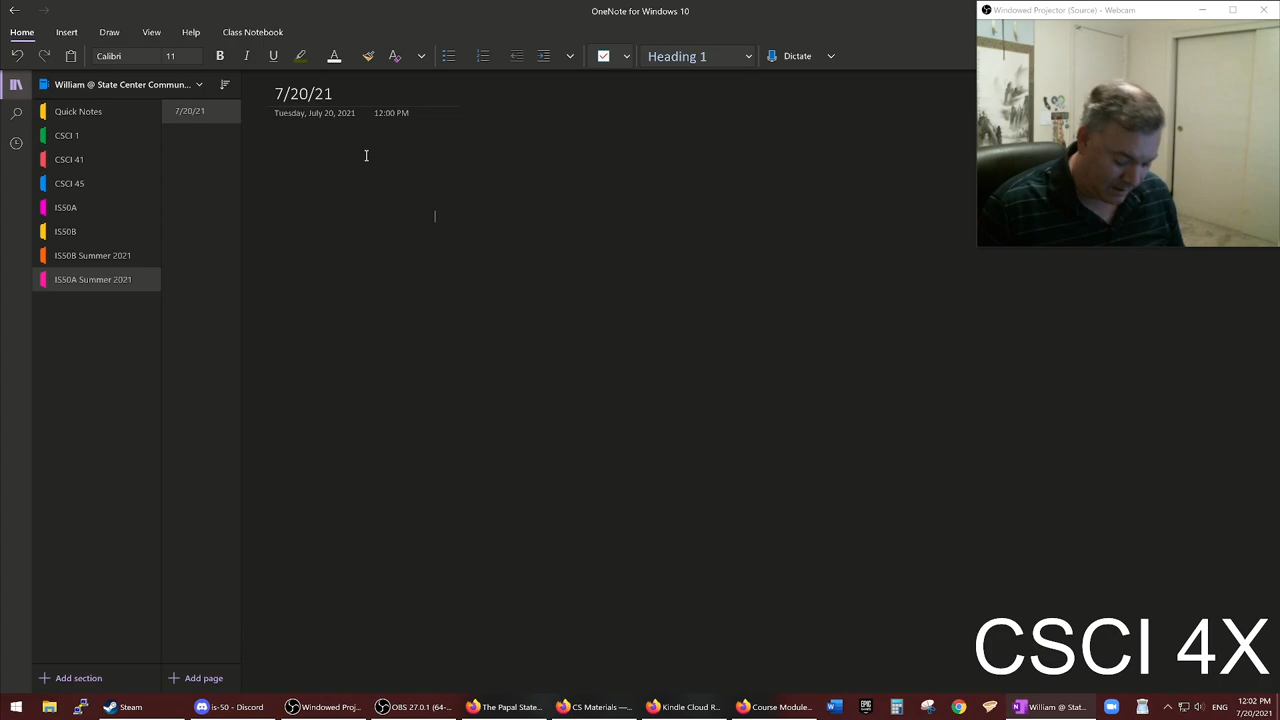 OneNote for Windows 10
Windowed Projector (Source) - Webcam
Home Insert Draw View Help Class Notebook
Calibri 11 B I U A Heading 1 Dictate
William @ State Center Commun...
Quick Notes
CSCI 1
CSCI 41
CSCI 45
IS50A
IS50B
IS50B Summer 2021
IS50A Summer 2021
7/20/21
7/20/21
Tuesday, July 20, 2021 12:00 PM
CSCI 4X
Add section
Add page
Steam
is-50 - Discord
Windowed Proj...
OBS 27.0.1 (64-...
The Papal State...
Materials —...
Kindle Cloud R...
Course Module...
William @ Stat...
ENG
12:02 PM
7/20/2021